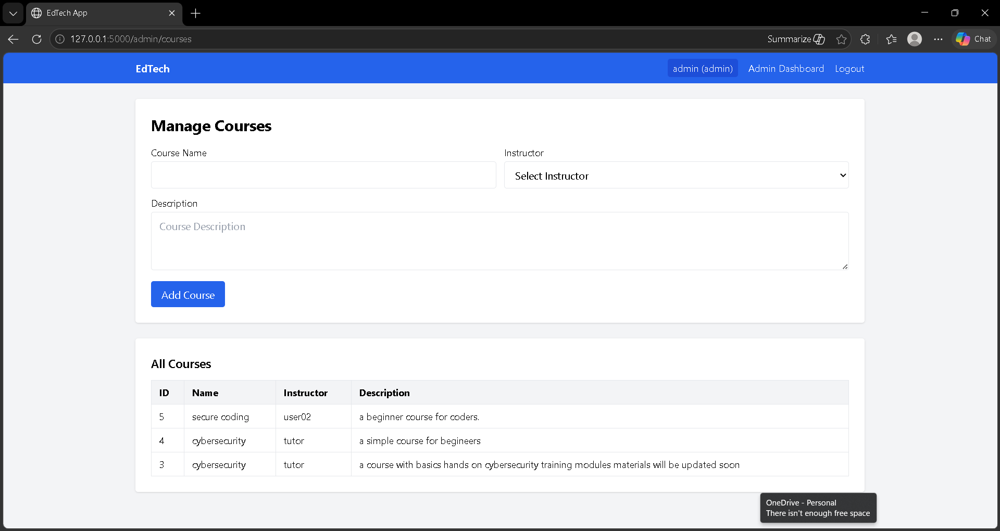 EdTech App
127.0.0.1:5000/admin/courses
Summarize
Chat
EdTech
admin (admin)
Admin Dashboard
Logout
Manage Courses
Course Name
Instructor
Select Instructor
Description
Course Description
Add Course
All Courses
ID Name Instructor Description
5 secure coding user02 a beginner course for coders.
4 cybersecurity tutor a simple course for begineers
3 cybersecurity tutor a course with basics hands on cybersecurity training modules materials will be updated soon
OneDrive - Personal
There isn't enough free space